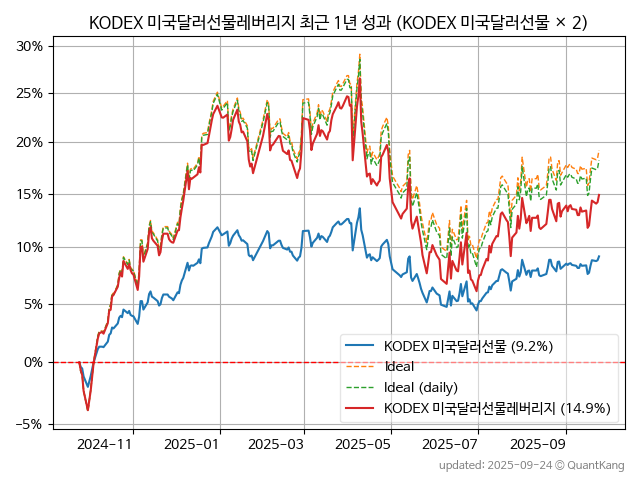 KODEX 미국달러선물레버리지 최근 1년 성과 (KODEX 미국달러선물 × 2)
30%
25%
20%
15%
10%
5%
0%
−5%
KODEX 미국달러선물 (9.2%)
Ideal
Ideal (daily)
KODEX 미국달러선물레버리지 (14.9%)
2024−11 2025−01 2025−03 2025−05 2025−07 2025−09
updated: 2025-09-24 © QuantKang